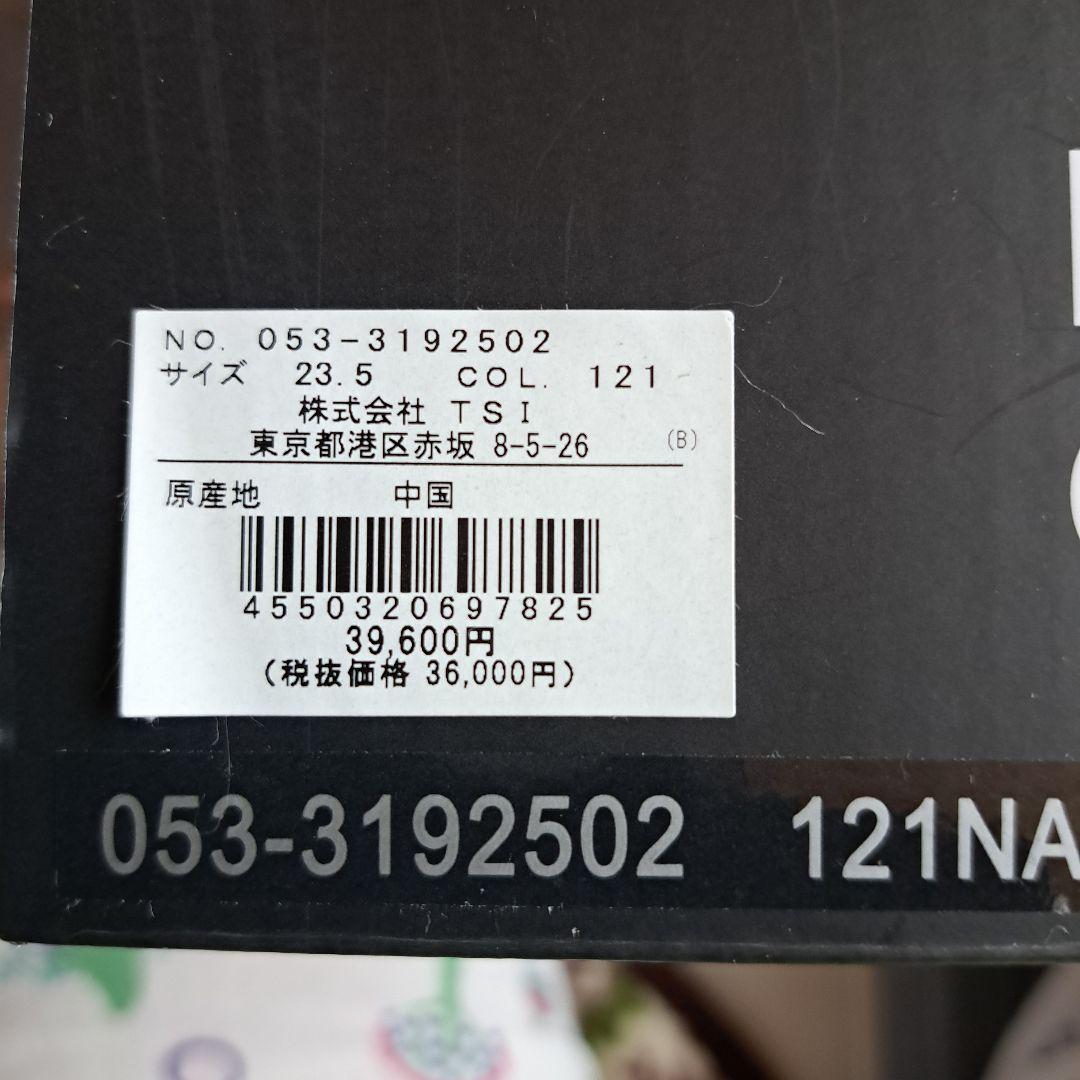 NO. 053-3192502
サイズ 23.5 COL. 121
株式会社 TSI
東京都港区赤坂 8-5-26 (B)
原産地 中国
4550320697825
39,600円
(税抜価格 36,000円)
053-3192502 121NA